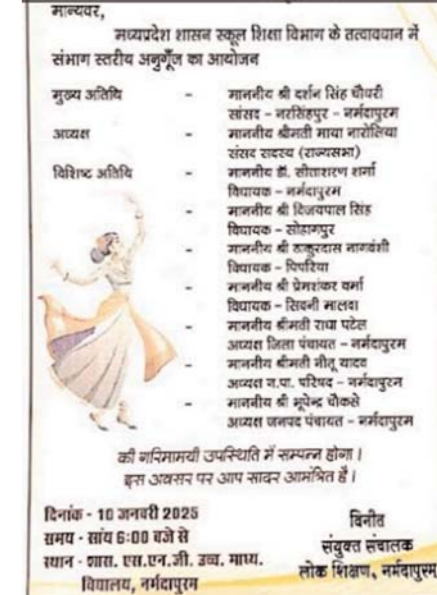 मान्यवर,
मध्यप्रदेश शासन स्कूल शिक्षा विभाग के तत्वावधान में
संभाग स्तरीय अनुगूँज का आयोजन
मुख्य अतिथि - माननीय श्री दर्शन सिंह चौधरी
सांसद - नरसिंहपुर - नर्मदापुरम
अध्यक्ष - माननीय श्रीमती माया नारोलिया
संसद सदस्य (राज्यसभा)
विशिष्ट अतिथि - माननीय डॉ. सीताशरण शर्मा
विधायक - नर्मदापुरम
- माननीय श्री विजयपाल सिंह
विधायक - सोहागपुर
- माननीय श्री ठाकुरदास नागवंशी
विधायक - पिपरिया
- माननीय श्री प्रेमशंकर वर्मा
विधायक - सिवनी मालवा
- माननीय श्रीमती राधा पटेल
अध्यक्ष जिला पंचायत - नर्मदापुरम
- माननीय श्रीमती नीतू यादव
अध्यक्ष न.पा. परिषद - नर्मदापुरम
- माननीय श्री भूपेन्द्र चौकसे
अध्यक्ष जनपद पंचायत - नर्मदापुरम
की गरिमामयी उपस्थिति में सम्पन्न होगा।
इस अवसर पर आप सादर आमंत्रित है।
दिनांक - 10 जनवरी 2025
समय - सांय 6:00 बजे से
स्थान - शास. एस.एन.जी. उच्च. माध्य.
विद्यालय, नर्मदापुरम
विनीत
संयुक्त संचालक
लोक शिक्षण, नर्मदापुरम